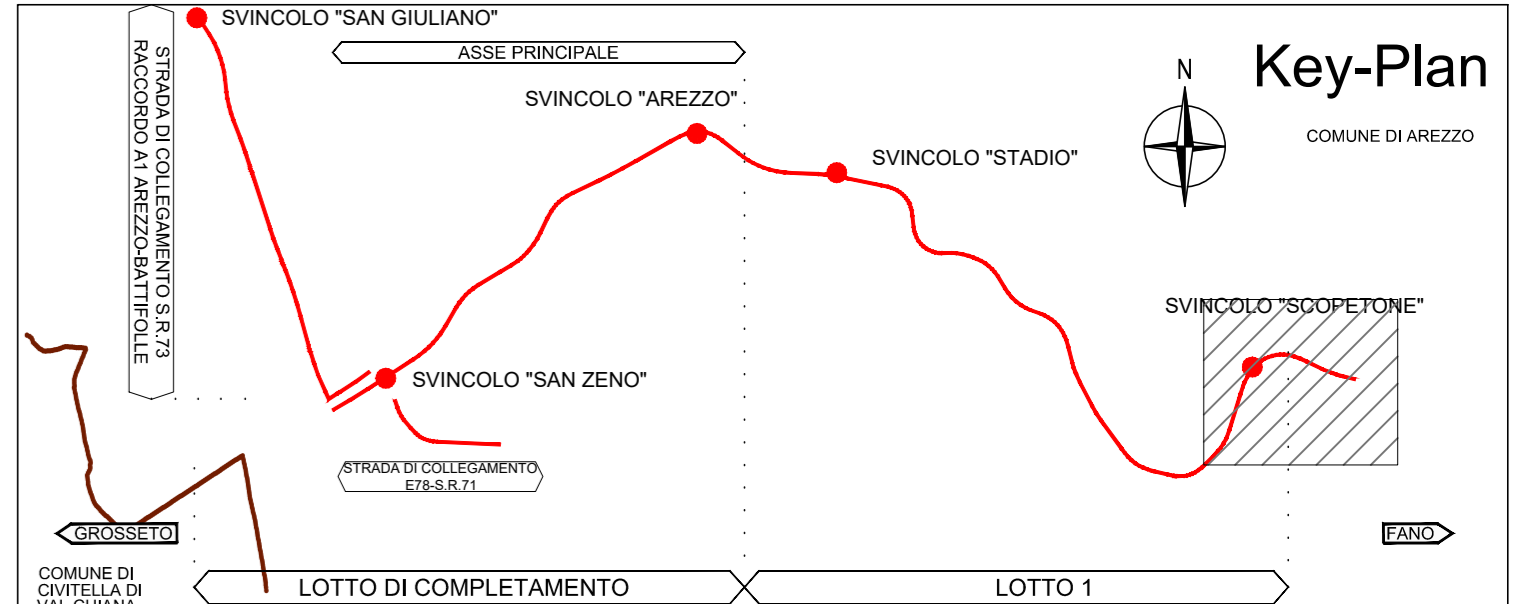 SVINCOLO "SAN GIULIANO"
STRADA DI COLLEGAMENTO S.R.73
RACCORDO A1 AREZZO-BATTIFOLLE
ASSE PRINCIPALE
Key-Plan
N
COMUNE DI AREZZO
SVINCOLO "AREZZO"
SVINCOLO "STADIO"
SVINCOLO "SCOPETONE"
SVINCOLO "SAN ZENO"
STRADA DI COLLEGAMENTO
E78-S.R.71
GROSSETO
FANO
COMUNE DI
CIVITELLA DI
VAL CHIANA
LOTTO DI COMPLETAMENTO
LOTTO 1